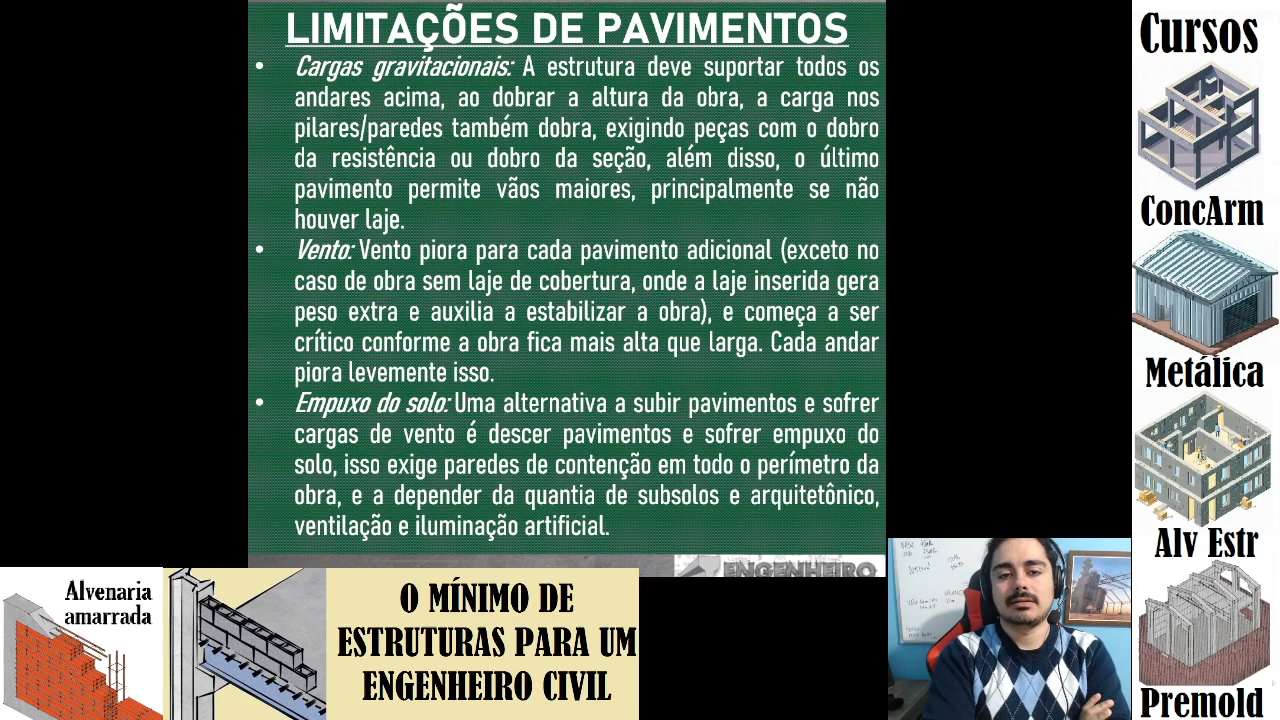 LIMITAÇÕES DE PAVIMENTOS
• Cargas gravitacionais: A estrutura deve suportar todos os
andares acima, ao dobrar a altura da obra, a carga nos
pilares/paredes também dobra, exigindo peças com o dobro
da resistência ou dobro da seção, além disso, o último
pavimento permite vãos maiores, principalmente se não
houver laje.
• Vento: Vento piora para cada pavimento adicional (exceto no
caso de obra sem laje de cobertura, onde a laje inserida gera
peso extra e auxilia a estabilizar a obra), e começa a ser
crítico conforme a obra fica mais alta que larga. Cada andar
piora levemente isso.
• Empuxo do solo: Uma alternativa a subir pavimentos e sofrer
cargas de vento é descer pavimentos e sofrer empuxo do
solo, isso exige paredes de contenção em todo o perímetro da
obra, e a depender da quantia de subsolos e arquitetônico,
ventilação e iluminação artificial.
ENGENHEIRO
Cursos
ConcArm
Metálica
Alv Estr
Premold
Alvenaria
amarrada
O MÍNIMO DE
ESTRUTURAS PARA UM
ENGENHEIRO CIVIL